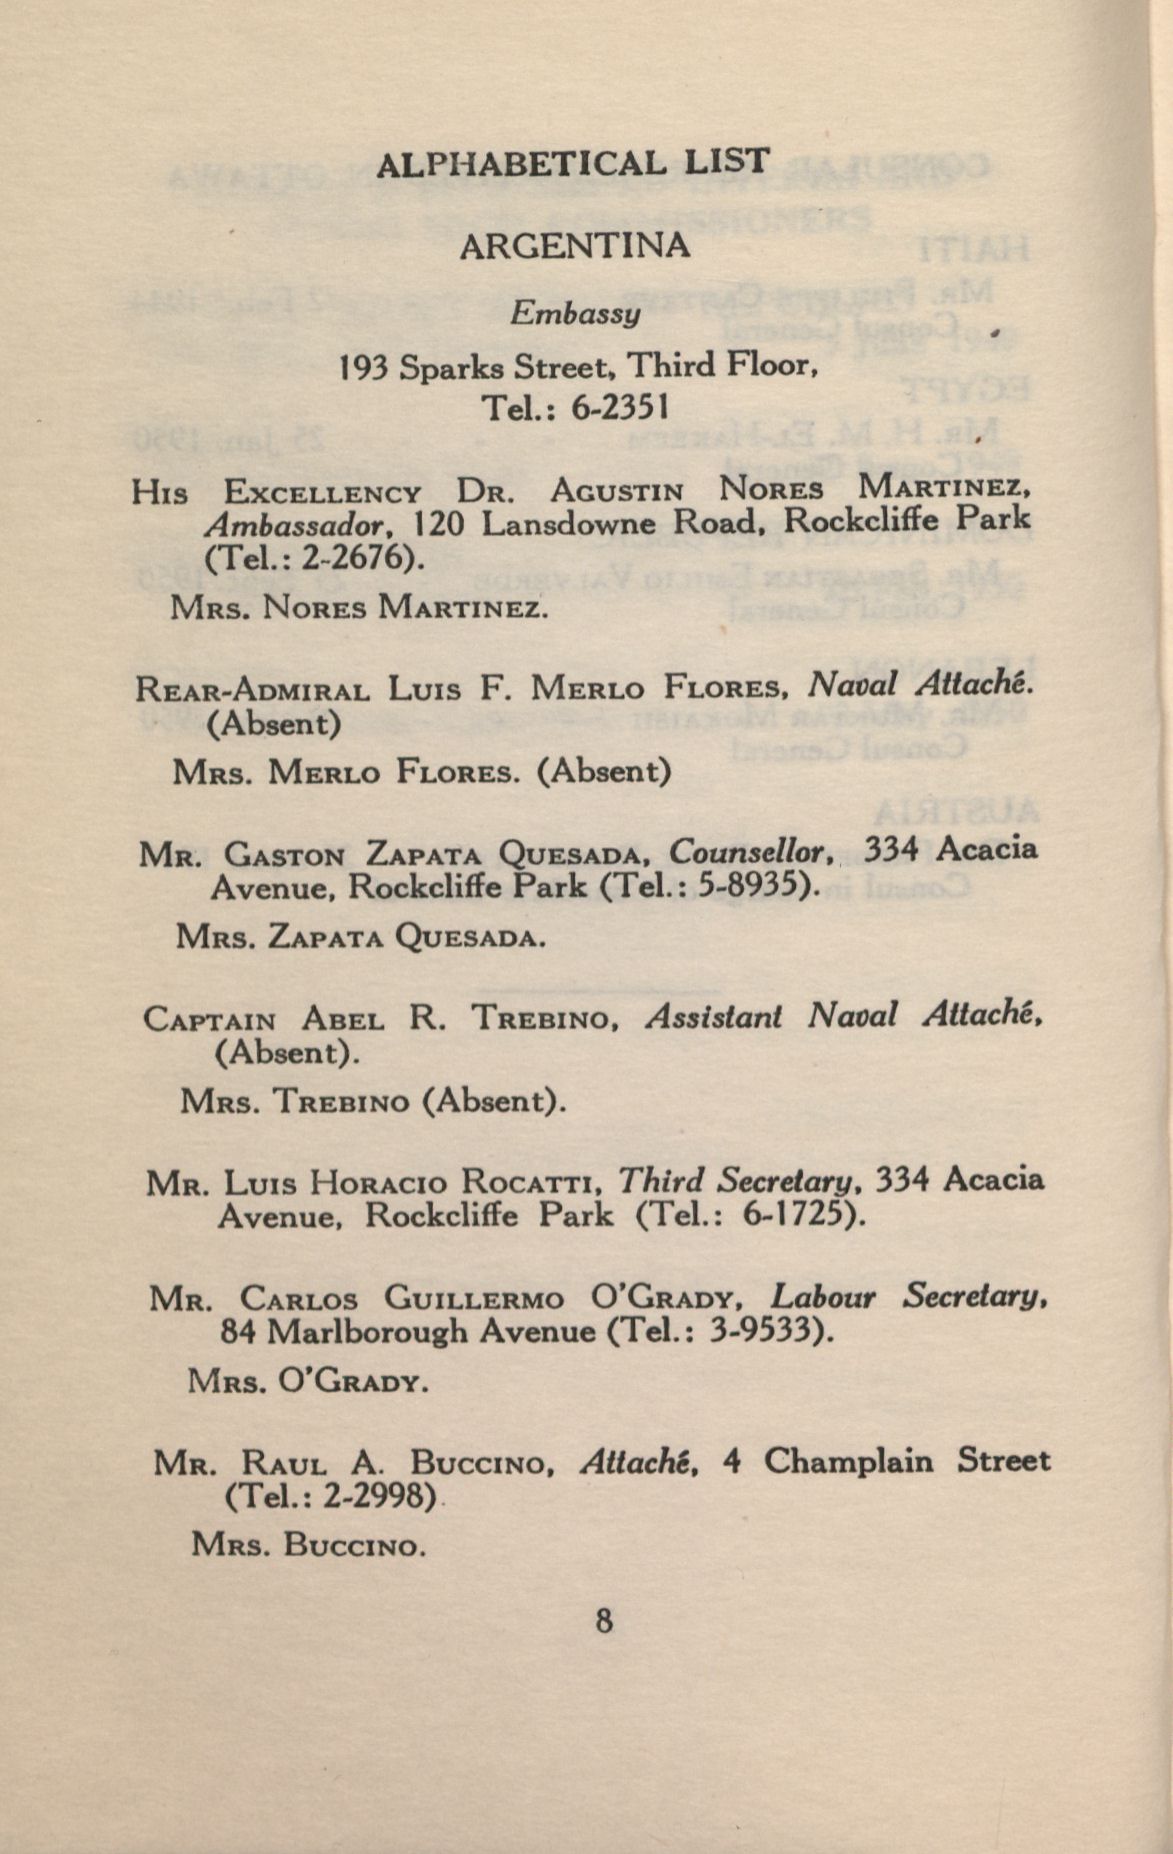 ALPHABETICAL LIST
ARGENTINA
Embassy
193 Sparks Street, Third Floor,
Tel.: 6-2351
HIS EXCELLENCY DR. AGUSTIN NORES MARTINEZ,
Ambassador, 120 Lansdowne Road, Rockcliffe Park
(Tel.: 2-2676).
MRS. NORES MARTINEZ.
REAR-ADMIRAL LUIS F. MERLO FLORES, Naval Attaché.
(Absent)
MRS. MERLO FLORES. (Absent)
MR. GASTON ZAPATA QUESADA, Counsellor, 334 Acacia
Avenue, Rockcliffe Park (Tel.: 5-8935).
MRS. ZAPATA QUESADA.
CAPTAIN ABEL R. TREBINO, Assistant Naval Attaché,
(Absent).
MRS. TREBINO (Absent).
MR. LUIS HORACIO ROCATTI, Third Secretary, 334 Acacia
Avenue, Rockcliffe Park (Tel.: 6-1725).
MR. CARLOS GUILLERMO O'GRADY, Labour Secretary,
84 Marlborough Avenue (Tel.: 3-9533).
MRS. O'GRADY.
MR. RAUL A. BUCCINO, Attaché, 4 Champlain Street
(Tel.: 2-2998).
MRS. BUCCINO.
8